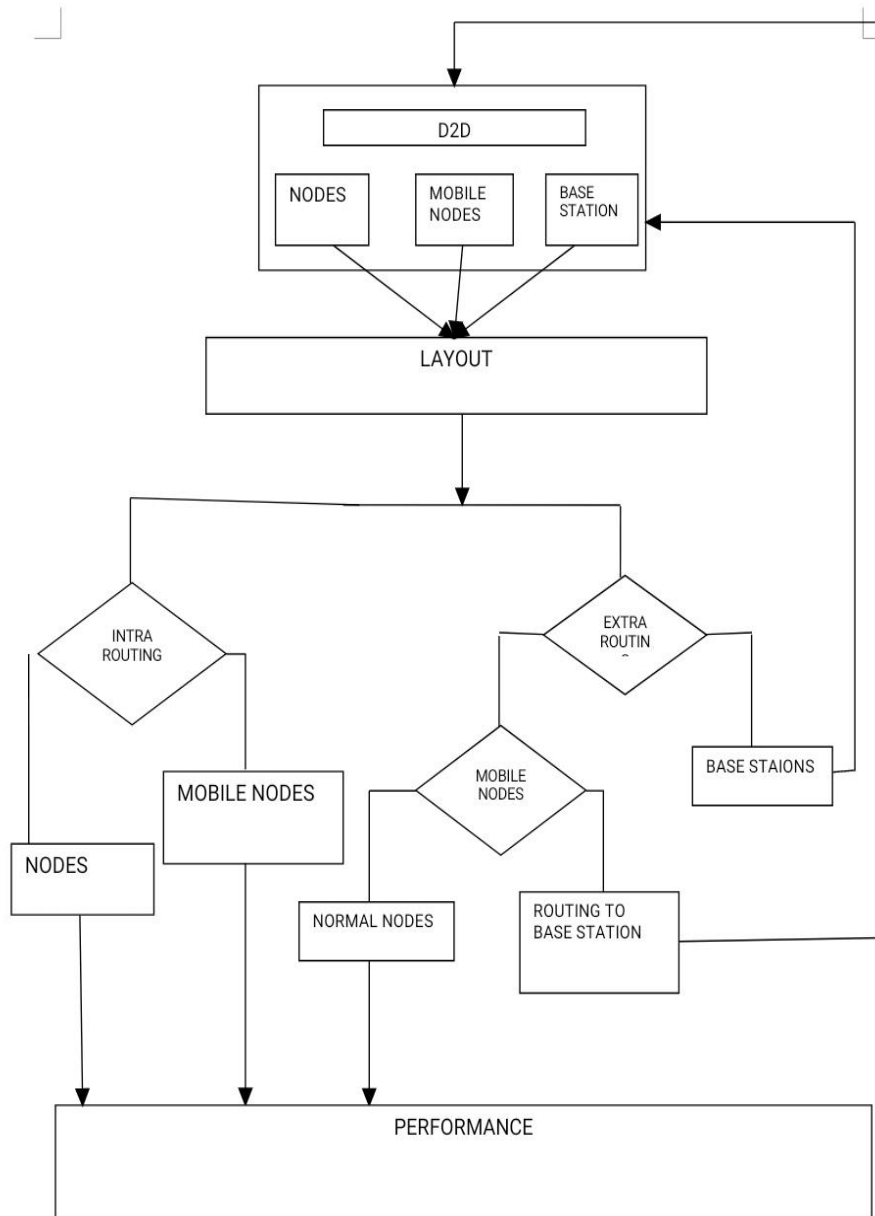 D2D
NODES
MOBILE
NODES
BASE
STATION
LAYOUT
INTRA
ROUTING
EXTRA
ROUTIN
MOBILE
NODES
BASE STAIONS
MOBILE NODES
NODES
NORMAL NODES
ROUTING TO
BASE STATION
PERFORMANCE